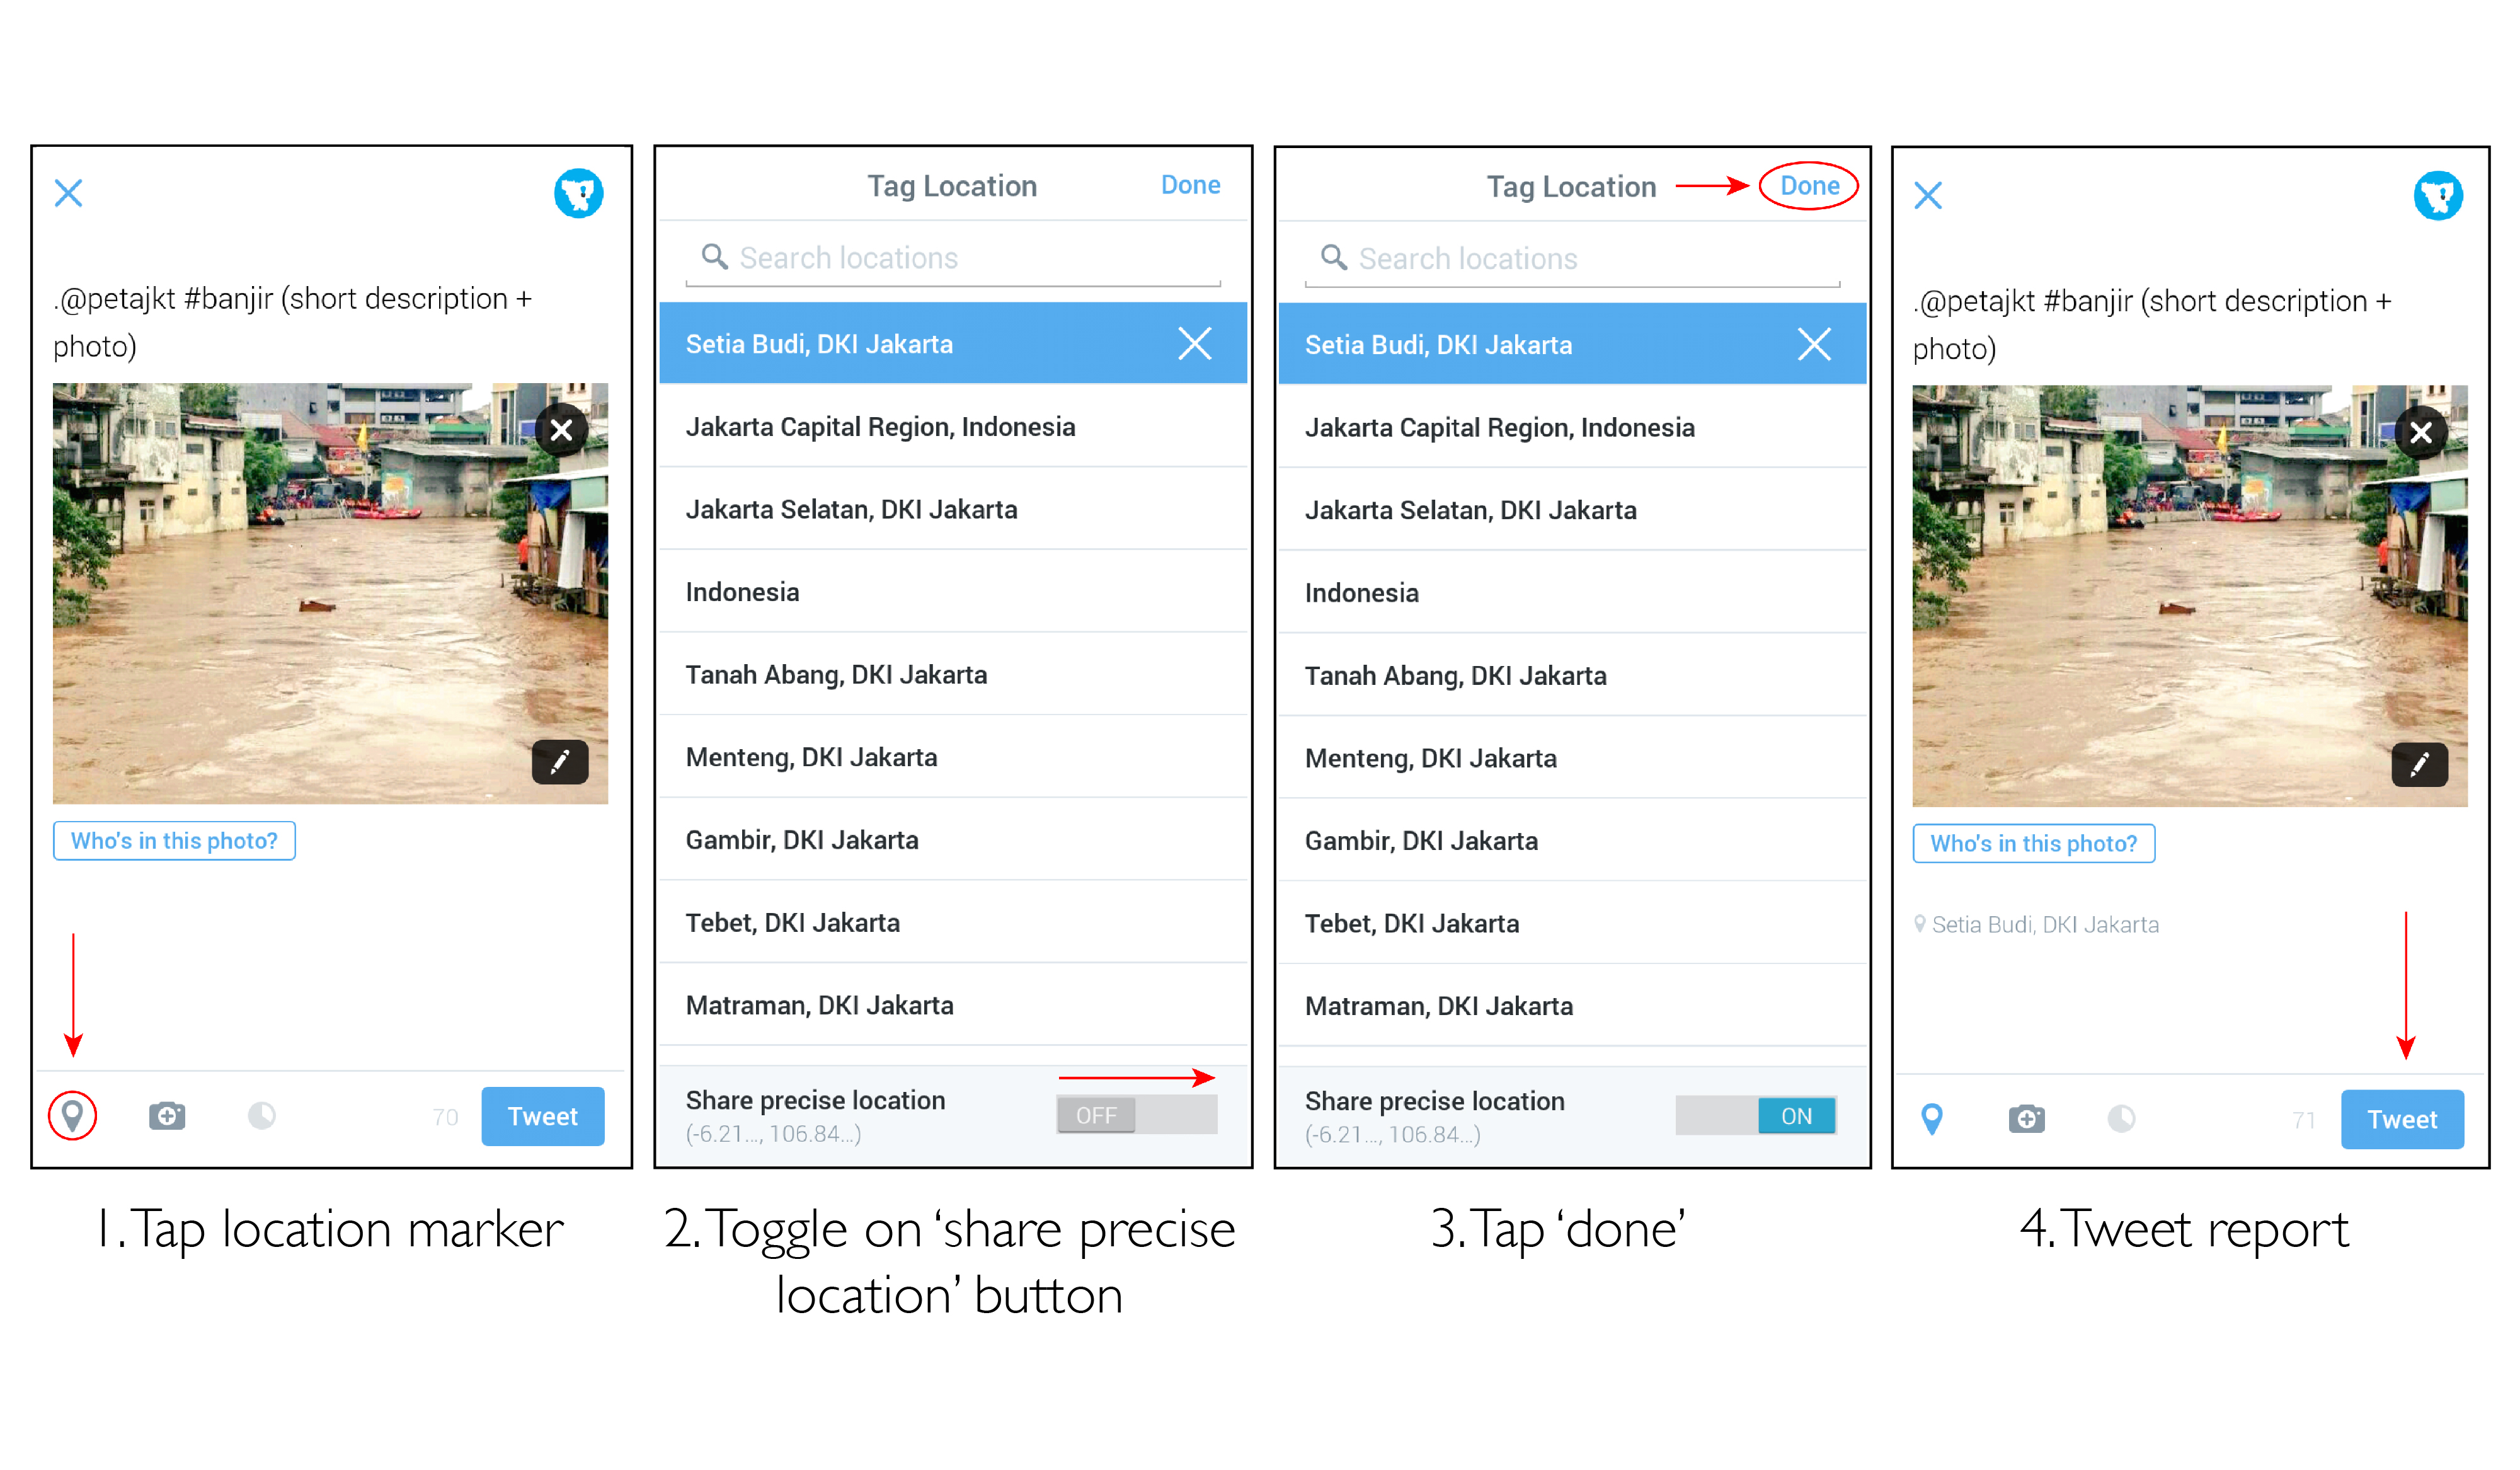 .@petajkt #banjir (short description +
photo)
Who's in this photo?
70
Tweet
1. Tap location marker
Tag Location
Done
Search locations
Setia Budi, DKI Jakarta
Jakarta Capital Region, Indonesia
Jakarta Selatan, DKI Jakarta
Indonesia
Tanah Abang, DKI Jakarta
Menteng, DKI Jakarta
Gambir, DKI Jakarta
Tebet, DKI Jakarta
Matraman, DKI Jakarta
Share precise location
(-6.21..., 106.84...)
OFF
2. Toggle on ‘share precise
location’ button
Tag Location
Done
Search locations
Setia Budi, DKI Jakarta
Jakarta Capital Region, Indonesia
Jakarta Selatan, DKI Jakarta
Indonesia
Tanah Abang, DKI Jakarta
Menteng, DKI Jakarta
Gambir, DKI Jakarta
Tebet, DKI Jakarta
Matraman, DKI Jakarta
Share precise location
(-6.21..., 106.84...)
ON
3. Tap ‘done’
.@petajkt #banjir (short description +
photo)
Who's in this photo?
Setia Budi, DKI Jakarta
71
Tweet
4. Tweet report